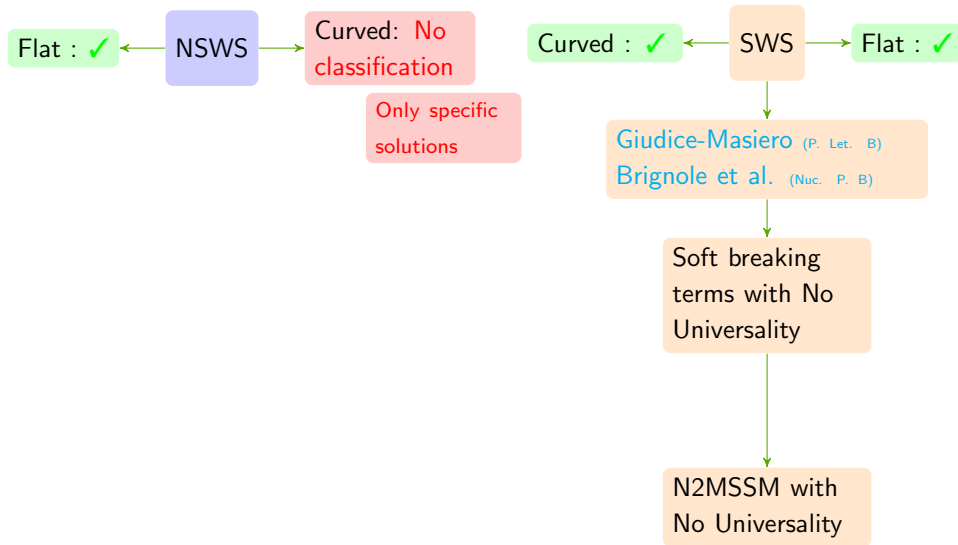 Flat : ✓
NSWS
Curved: No
classification
Only specific
solutions
Curved : ✓
SWS
Flat : ✓
Giudice-Masiero (P. Let. B)
Brignole et al. (Nuc. P. B)
Soft breaking
terms with No
Universality
N2MSSM with
No Universality